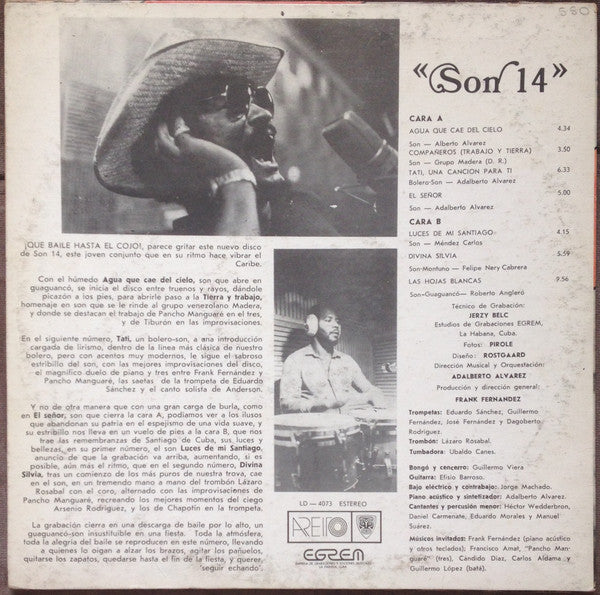 580
«Son 14»
CARA A
AGUA QUE CAE DEL CIELO 4.34
Son — Alberto Alvarez
COMPAÑEROS (TRABAJO Y TIERRA) 3.50
Son — Grupo Madera (D. R.)
TATI, UNA CANCION PARA TI 6.33
Bolero-Son — Adalberto Alvarez
EL SEÑOR 5.00
Son — Adalberto Alvarez
CARA B
LUCES DE MI SANTIAGO 4.15
Son — Méndez Carlos
DIVINA SILVIA 5.59
Son-Montuno — Felipe Nery Cabrera
LAS HOJAS BLANCAS 9.56
Son-Guaguancó — Roberto Angleró
Técnico de Grabación:
JERZY BELC
Estudios de Grabaciones EGREM,
La Habana, Cuba.
Fotos: PIROLE
Diseño: ROSTGAARD
Dirección Musical y Orquestación:
ADALBERTO ALVAREZ
Producción y dirección general:
FRANK FERNANDEZ
Trompetas: Eduardo Sánchez, Guillermo
Fernández, José Fernández y Dagoberto
Rodríguez.
Trombón: Lázaro Rosabal.
Tumbadora: Ubaldo Canes.
Bongó y cencerro: Guillermo Viera
Guitarra: Efisio Barroso.
Bajo eléctrico y contrabajo: Jorge Machado.
Piano acústico y sintetizador: Adalberto Alvarez.
Cantantes y percusión menor: Héctor Wedderbron,
Daniel Carmenate, Eduardo Morales y Manuel
Suárez.
Músicos invitados: Frank Fernández (piano acústico
y otros teclados); Francisco Amat, "Pancho Man-
guaré" (tres), Cándido Díaz, Carlos Aldama y
Guillermo López (batá).
¡QUE BAILE HASTA EL COJO!, parece gritar este nuevo disco
de Son 14, este joven conjunto que en su ritmo hace vibrar el
Caribe.
Con el húmedo Agua que cae del cielo, son que abre en
guaguancó, se inicia el disco entre truenos y rayos, dándole
picazón a los pies, para abrirle paso a la Tierra y trabajo,
homenaje en son que se le rinde al grupo venezolano Madera,
y donde se destacan el trabajo de Pancho Manguaré en el tres,
y de Tiburón en las improvisaciones.
En el siguiente número, Tati, un bolero-son, a una introducción
cargada de lirismo, dentro de la línea más clásica de nuestro
bolero, pero con acentos muy modernos, le sigue el sabroso
estribillo del son, con las mejores improvisaciones del disco,
el magnífico duelo de piano y tres entre Frank Fernández y
Pancho Manguaré, las saetas de la trompeta de Eduardo
Sánchez y el canto solista de Anderson.
Y no de otra manera que con una gran carga de burla, como
en El señor, son que cierra la cara A, podíamos ver a los ilusos
que abandonan su patria en el espejismo de una vida suave, y
su estribillo nos lleva en un vuelo de pies a la cara B, que nos
trae las remembranzas de Santiago de Cuba, sus luces y
bellezas, en su primer número, el son Luces de mi Santiago,
anuncio de que la grabación va arriba, aumentando, si es
posible, aún más el ritmo, que en el segundo número, Divina
Silvia, tras un comienzo de los más puros de nuestra trova, cae
en el son, en un tremendo mano a mano del trombón Lázaro
Rosabal con el coro, alternado con las improvisaciones de
Pancho Manguaré, recreando los mejores momentos del ciego
Arsenio Rodríguez, y los de Chapotín en la trompeta.
La grabación cierra en una descarga de baile por lo alto, un
guaguancó-son insustituible en una fiesta. Toda la atmósfera,
toda la alegría del baile se reproducen en este número, llevando
a quienes lo oigan a alzar los brazos, agitar los pañuelos,
quitarse los zapatos, quedarse hasta el fin de la fiesta, y querer
"seguir echando".
LD — 4073 ESTEREO
AREITO
EGREM
EMPRESA DE GRABACIONES Y EDICIONES MUSICALES
LA HABANA, CUBA